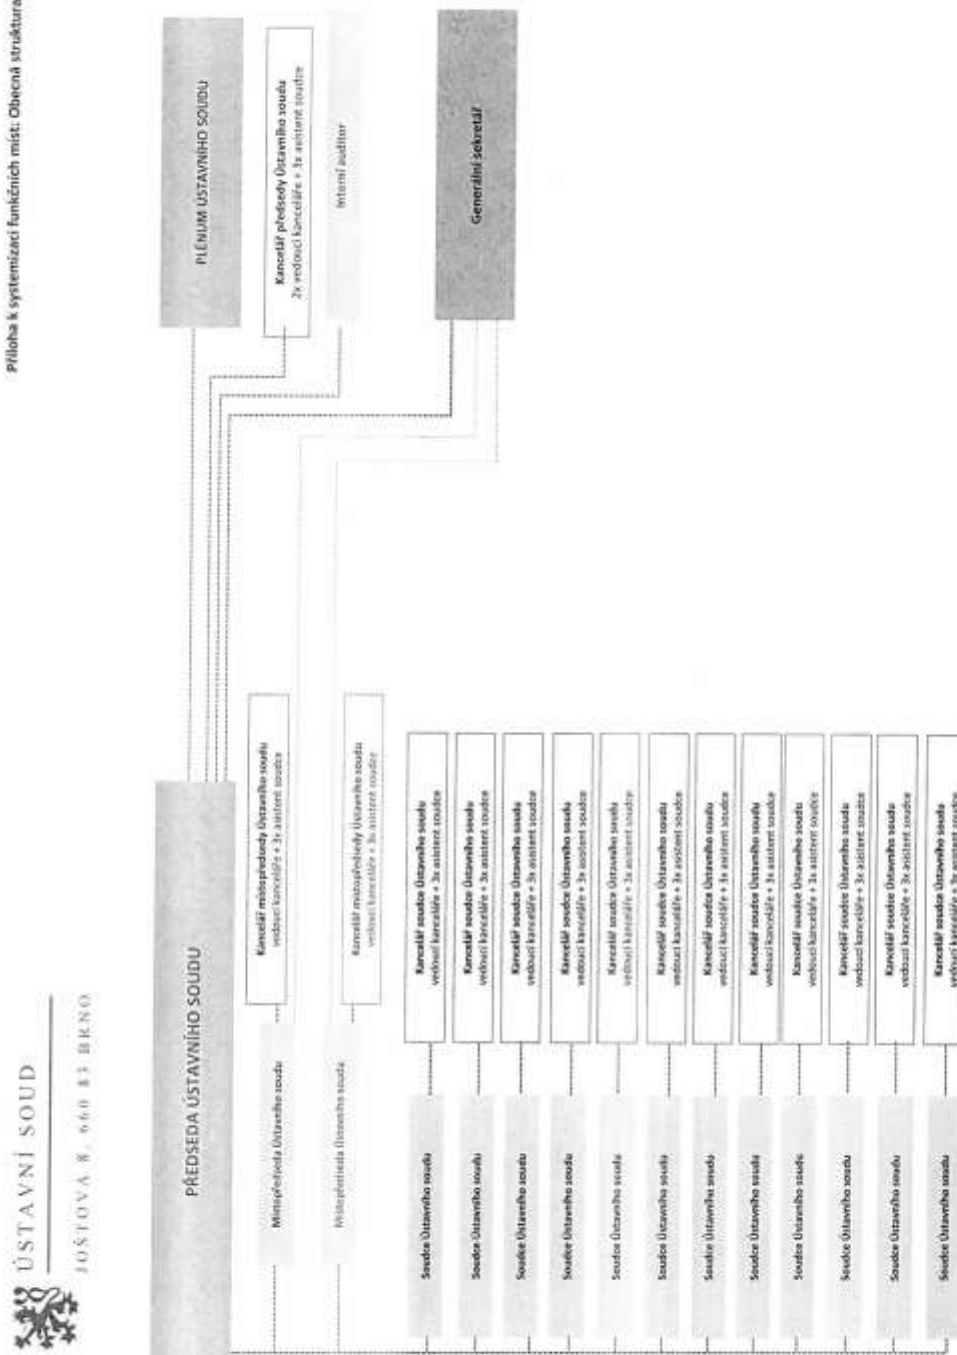 ÚSTAVNÍ SOUD
JOŠTOVA 8, 660 83 BRNO
Příloha k systemizaci funkčních míst: Obecná struktura
PŘEDSEDA ÚSTAVNÍHO SOUDU
PLÉNUM ÚSTAVNÍHO SOUDU
Kancelář předsedy Ústavního soudu
2x vedoucí kanceláře + 3x asistent soudce
Interní auditor
Generální sekretář
Místopředseda Ústavního soudu
Kancelář místopředsedy Ústavního soudu
vedoucí kanceláře + 3x asistent soudce
Místopředseda Ústavního soudu
Kancelář místopředsedy Ústavního soudu
vedoucí kanceláře + 3x asistent soudce
Soudce Ústavního soudu
Kancelář soudce Ústavního soudu
vedoucí kanceláře + 3x asistent soudce
Soudce Ústavního soudu
Kancelář soudce Ústavního soudu
vedoucí kanceláře + 3x asistent soudce
Soudce Ústavního soudu
Kancelář soudce Ústavního soudu
vedoucí kanceláře + 3x asistent soudce
Soudce Ústavního soudu
Kancelář soudce Ústavního soudu
vedoucí kanceláře + 3x asistent soudce
Soudce Ústavního soudu
Kancelář soudce Ústavního soudu
vedoucí kanceláře + 3x asistent soudce
Soudce Ústavního soudu
Kancelář soudce Ústavního soudu
vedoucí kanceláře + 3x asistent soudce
Soudce Ústavního soudu
Kancelář soudce Ústavního soudu
vedoucí kanceláře + 3x asistent soudce
Soudce Ústavního soudu
Kancelář soudce Ústavního soudu
vedoucí kanceláře + 3x asistent soudce
Soudce Ústavního soudu
Kancelář soudce Ústavního soudu
vedoucí kanceláře + 3x asistent soudce
Soudce Ústavního soudu
Kancelář soudce Ústavního soudu
vedoucí kanceláře + 3x asistent soudce
Soudce Ústavního soudu
Kancelář soudce Ústavního soudu
vedoucí kanceláře + 3x asistent soudce
Soudce Ústavního soudu
Kancelář soudce Ústavního soudu
vedoucí kanceláře + 3x asistent soudce